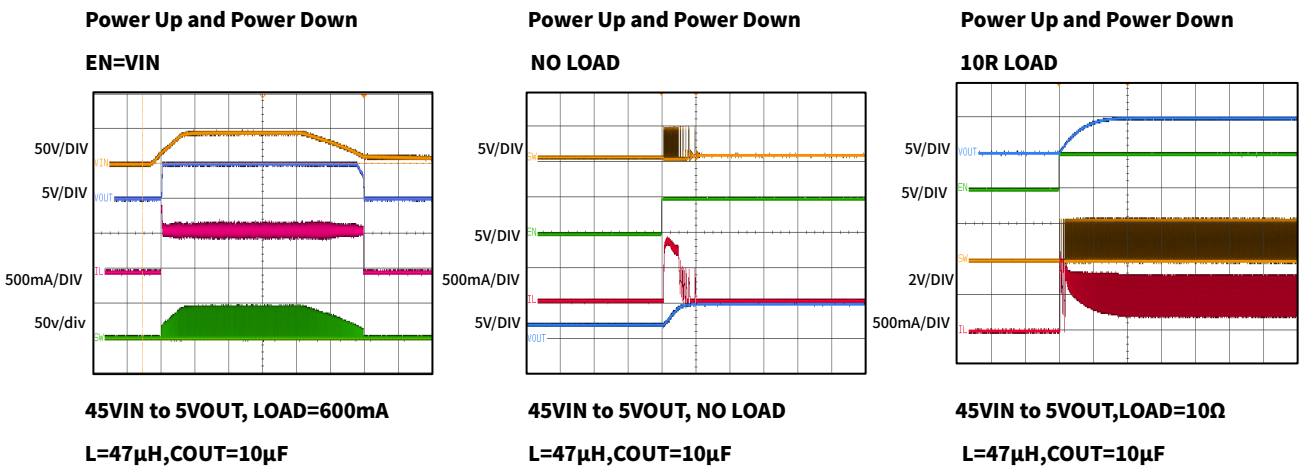 Power Up and Power Down
EN=VIN
50V/DIV
VIN
5V/DIV
VOUT
500mA/DIV
IL
50v/div
SW
45VIN to 5VOUT, LOAD=600mA
L=47μH,COUT=10μF
Power Up and Power Down
NO LOAD
5V/DIV
SW
5V/DIV
EN
500mA/DIV
IL
5V/DIV
VOUT
45VIN to 5VOUT, NO LOAD
L=47μH,COUT=10μF
Power Up and Power Down
10R LOAD
5V/DIV
VOUT
5V/DIV
EN
SW
2V/DIV
500mA/DIV
IL
45VIN to 5VOUT,LOAD=10Ω
L=47μH,COUT=10μF